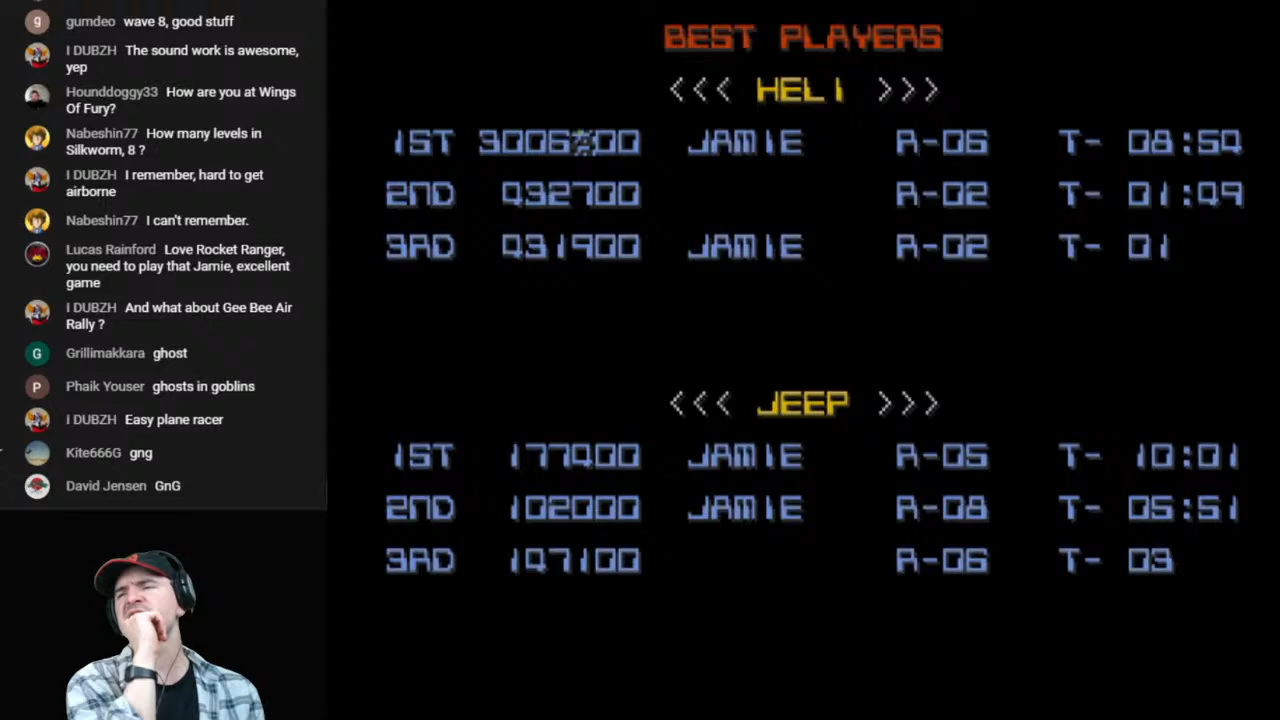 gumdeo wave 8, good stuff
I DUBZH The sound work is awesome,
yep
Hounddoggy33 How are you at Wings
Of Fury?
Nabeshin77 How many levels in
Silkworm, 8 ?
I DUBZH I remember, hard to get
airborne
Nabeshin77 I can't remember.
Lucas Rainford Love Rocket Ranger,
you need to play that Jamie, excellent
game
I DUBZH And what about Gee Bee Air
Rally ?
Grillimakkara ghost
Phaik Youser ghosts in goblins
I DUBZH Easy plane racer
Kite666G gng
David Jensen GnG
BEST PLAYERS
<<< HELI >>>
1ST JAMIE R-06 T- 08:54
2ND 432700 R-02 T- 01:49
3RD 431900 JAMIE R-02 T- 01
<<< JEEP >>>
1ST 177400 JAMIE R-05 T- 10:01
2ND 102000 JAMIE R-08 T- 05:51
3RD 147100 R-06 T- 03